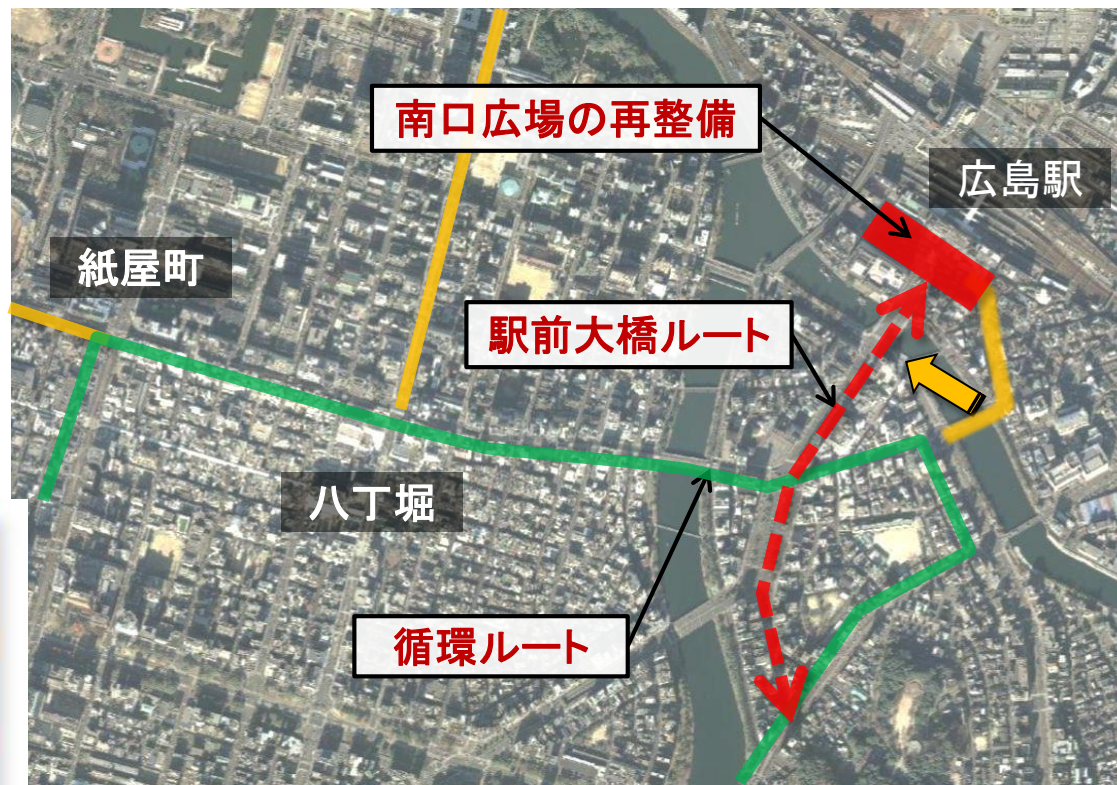 南口広場の再整備
広島駅
紙屋町
駅前大橋ルート
八丁堀
循環ルート